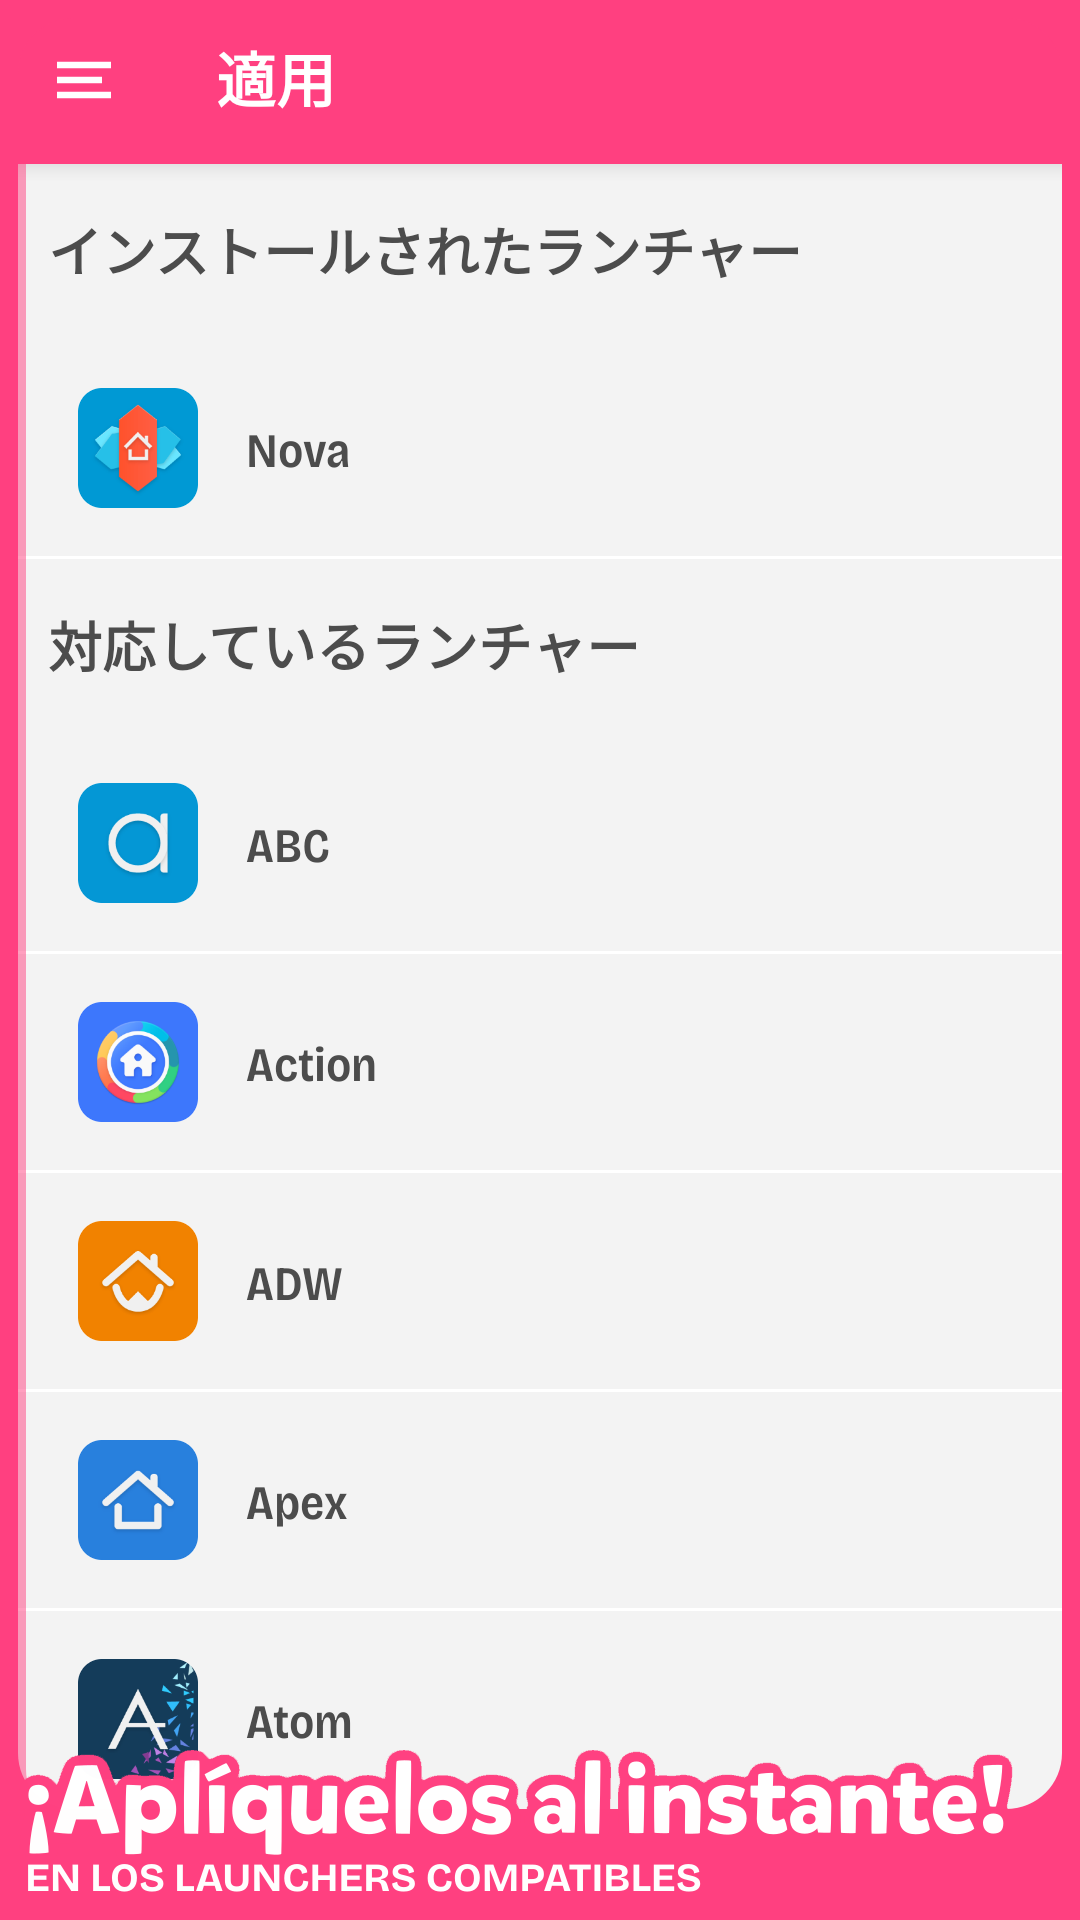 適用
インストールされたランチャー
Nova
対応しているランチャー
ABC
Action
ADW
Apex
Atom
¡Aplíquelos al instante!
EN LOS LAUNCHERS COMPATIBLES